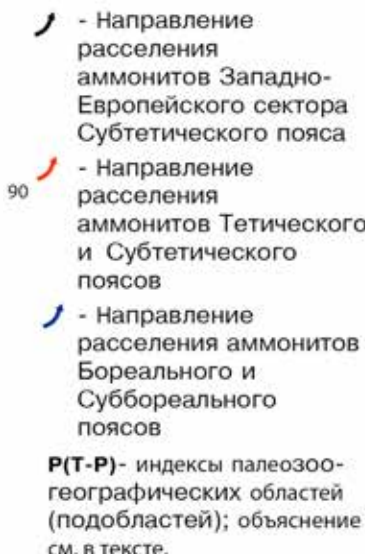 - Направление
расселения
аммонитов Западно-
Европейского сектора
Субтетического пояса
- Направление
90
расселения
аммонитов Тетического
и Субтетического
поясов
- Направление
расселения аммонитов
Бореального и
Суббореального
поясов
P(T-P)- индексы палеозоо-
географических областей
(подобластей); объяснение
см. в тексте.